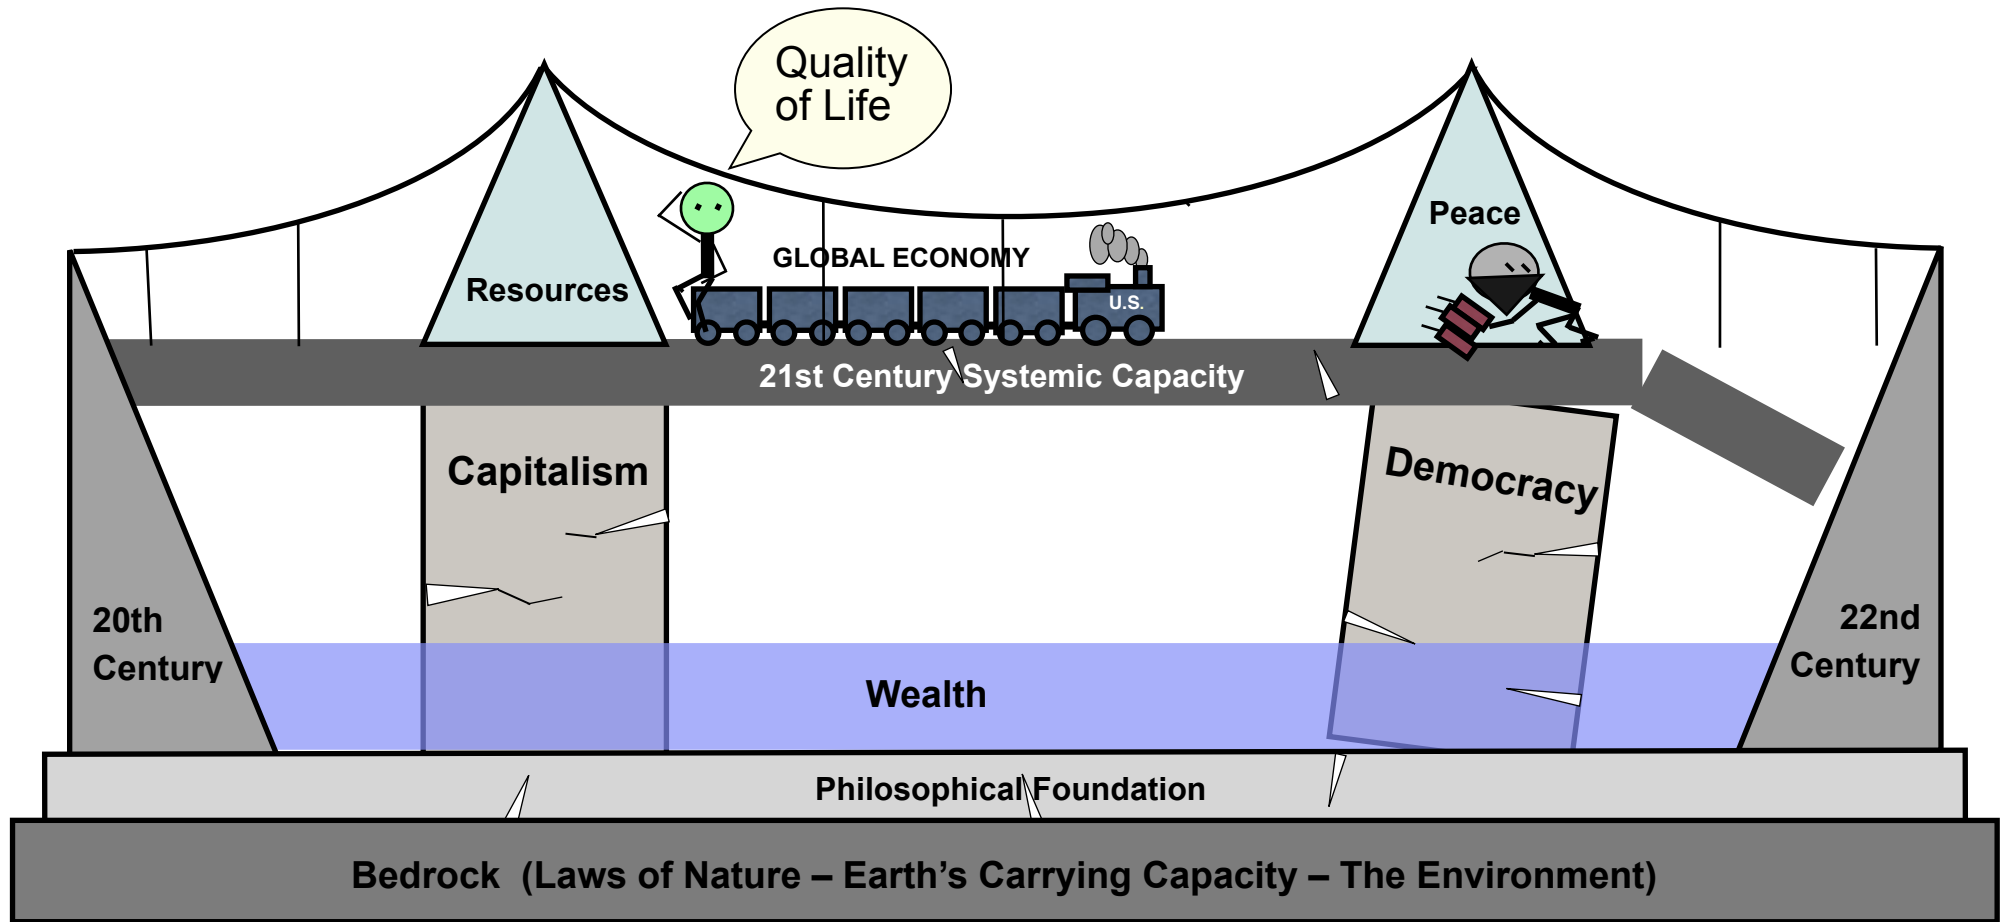 Quality
of Life
Peace
GLOBAL ECONOMY
Resources
U.S.
21st Century Systemic Capacity
Capitalism
Democracy
20th
Century
22nd
Century
Wealth
Philosophical Foundation
Bedrock  (Laws of Nature – Earth’s Carrying Capacity – The Environment)